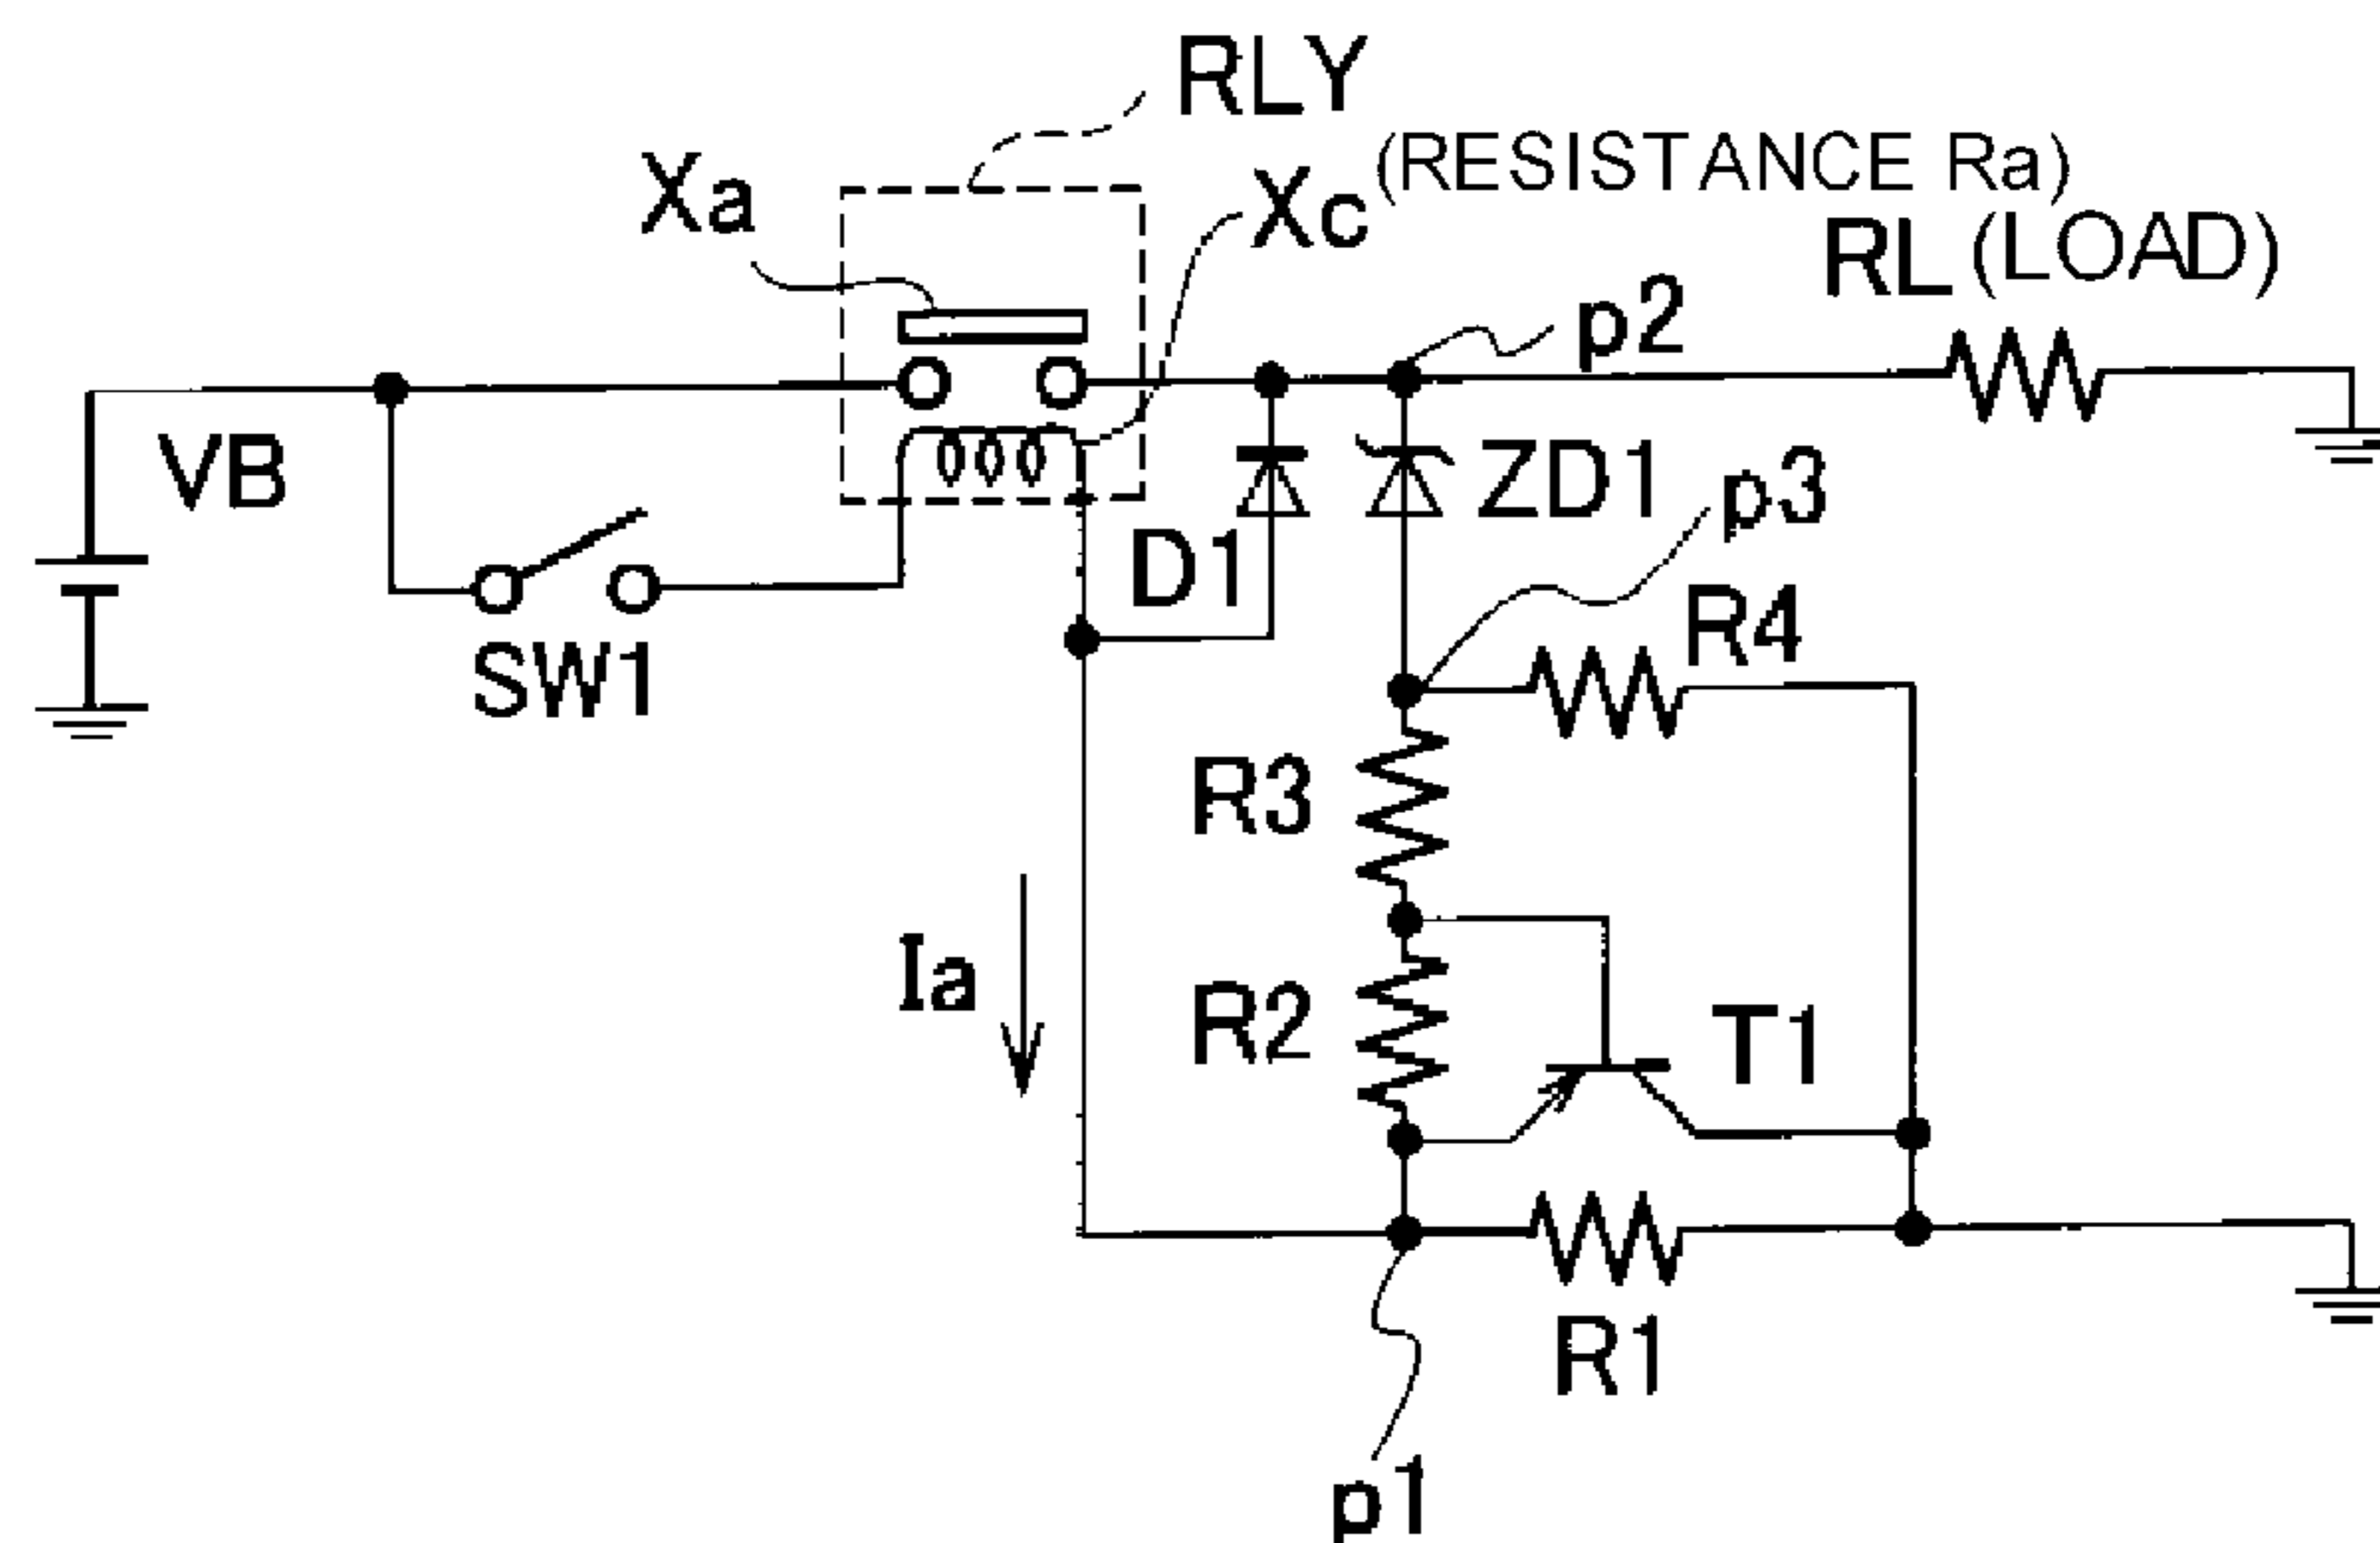 RLY
Xa
Xc (RESISTANCE Ra)
RL (LOAD)
p2
VB
ZD1
p3
D1
R4
SW1
R3
Ia
R2
T1
R1
p1